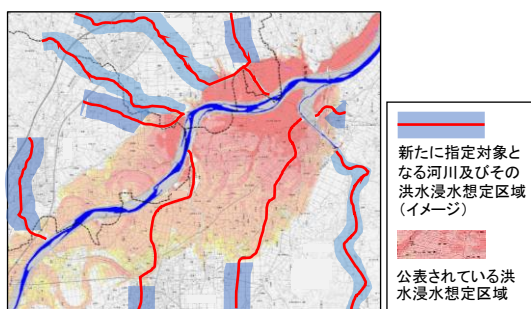 新たに指定対象と
なる河川及びその
洪水浸水想定区域
（イメージ）
公表されている洪
水浸水想定区域